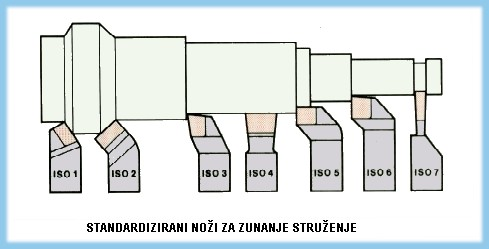 ISO 1 ISO 2 ISO 3 ISO 4 ISO 5 ISO 6 ISO 7
STANDARDIZIRANI NOŽI ZA ZUNANJE STRUŽENJE